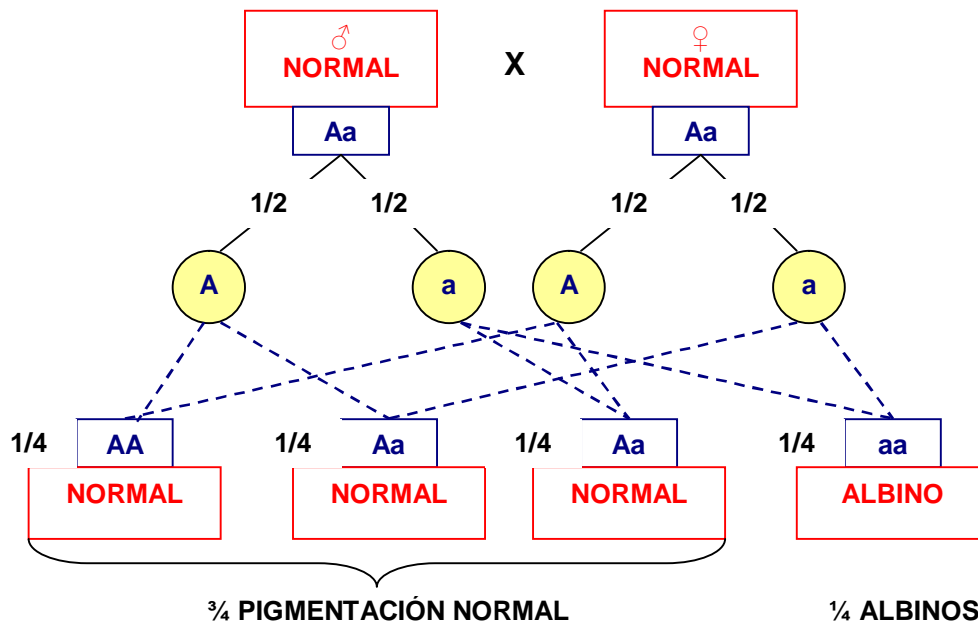 ♂ ♀
NORMAL X NORMAL
Aa Aa
1/2 1/2 1/2 1/2
A a A a
1/4 AA 1/4 Aa 1/4 Aa 1/4 aa
NORMAL NORMAL NORMAL ALBINO
¾ PIGMENTACIÓN NORMAL ¼ ALBINOS